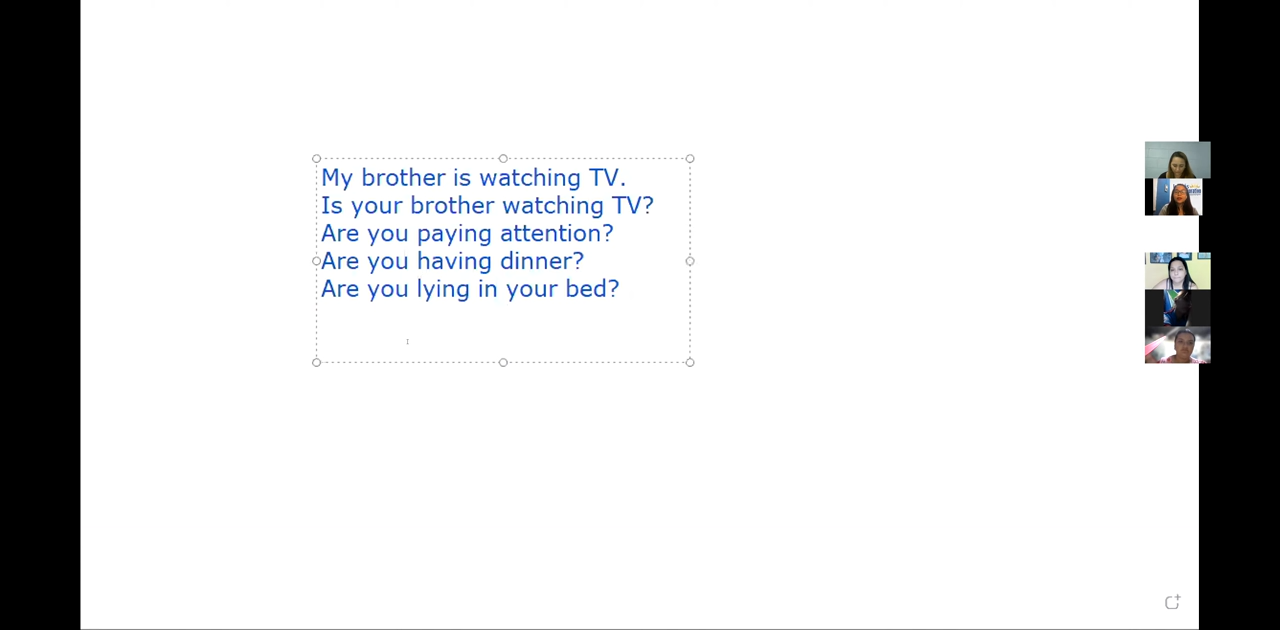 My brother is watching TV.
Is your brother watching TV?
Are you paying attention?
Are you having dinner?
Are you lying in your bed?